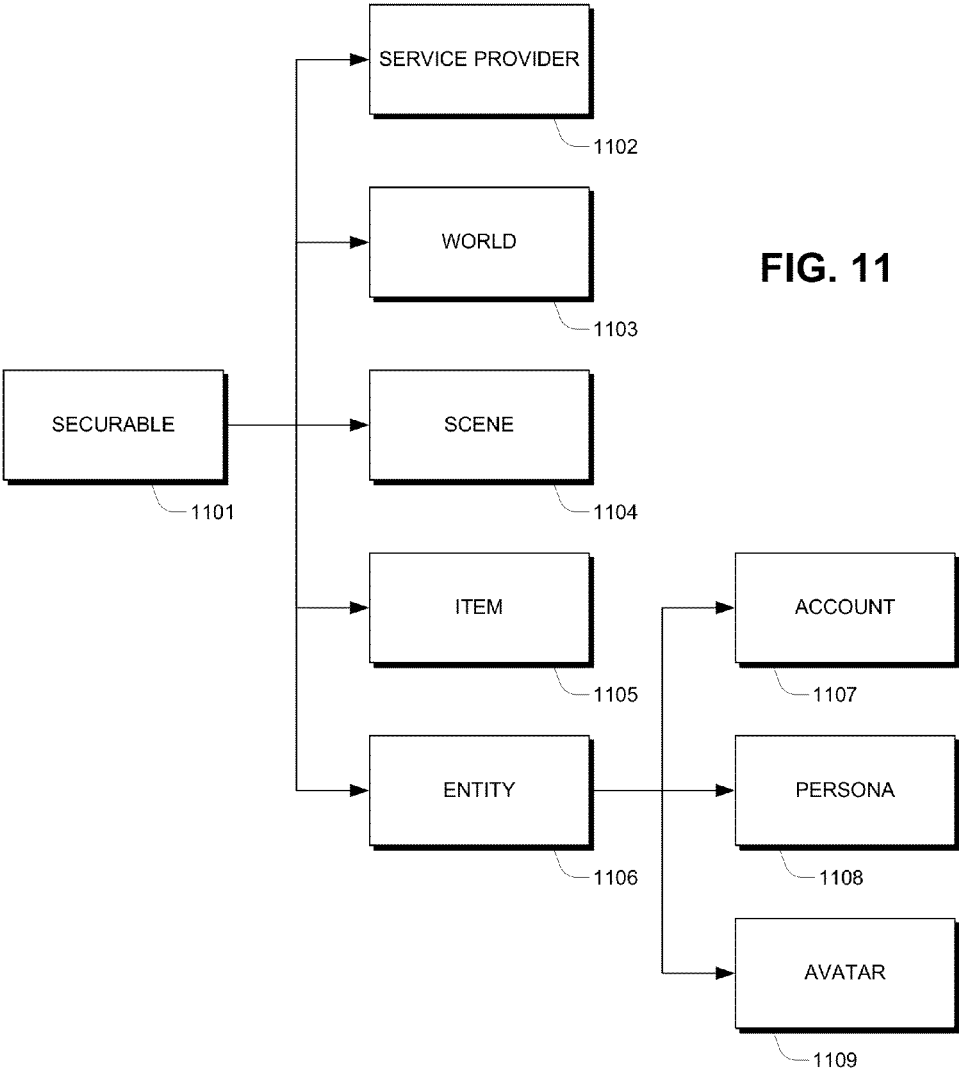 SERVICE PROVIDER
1102
WORLD
1103
FIG. 11
SECURABLE
1101
SCENE
1104
ITEM
1105
ACCOUNT
1107
ENTITY
1106
PERSONA
1108
AVATAR
1109